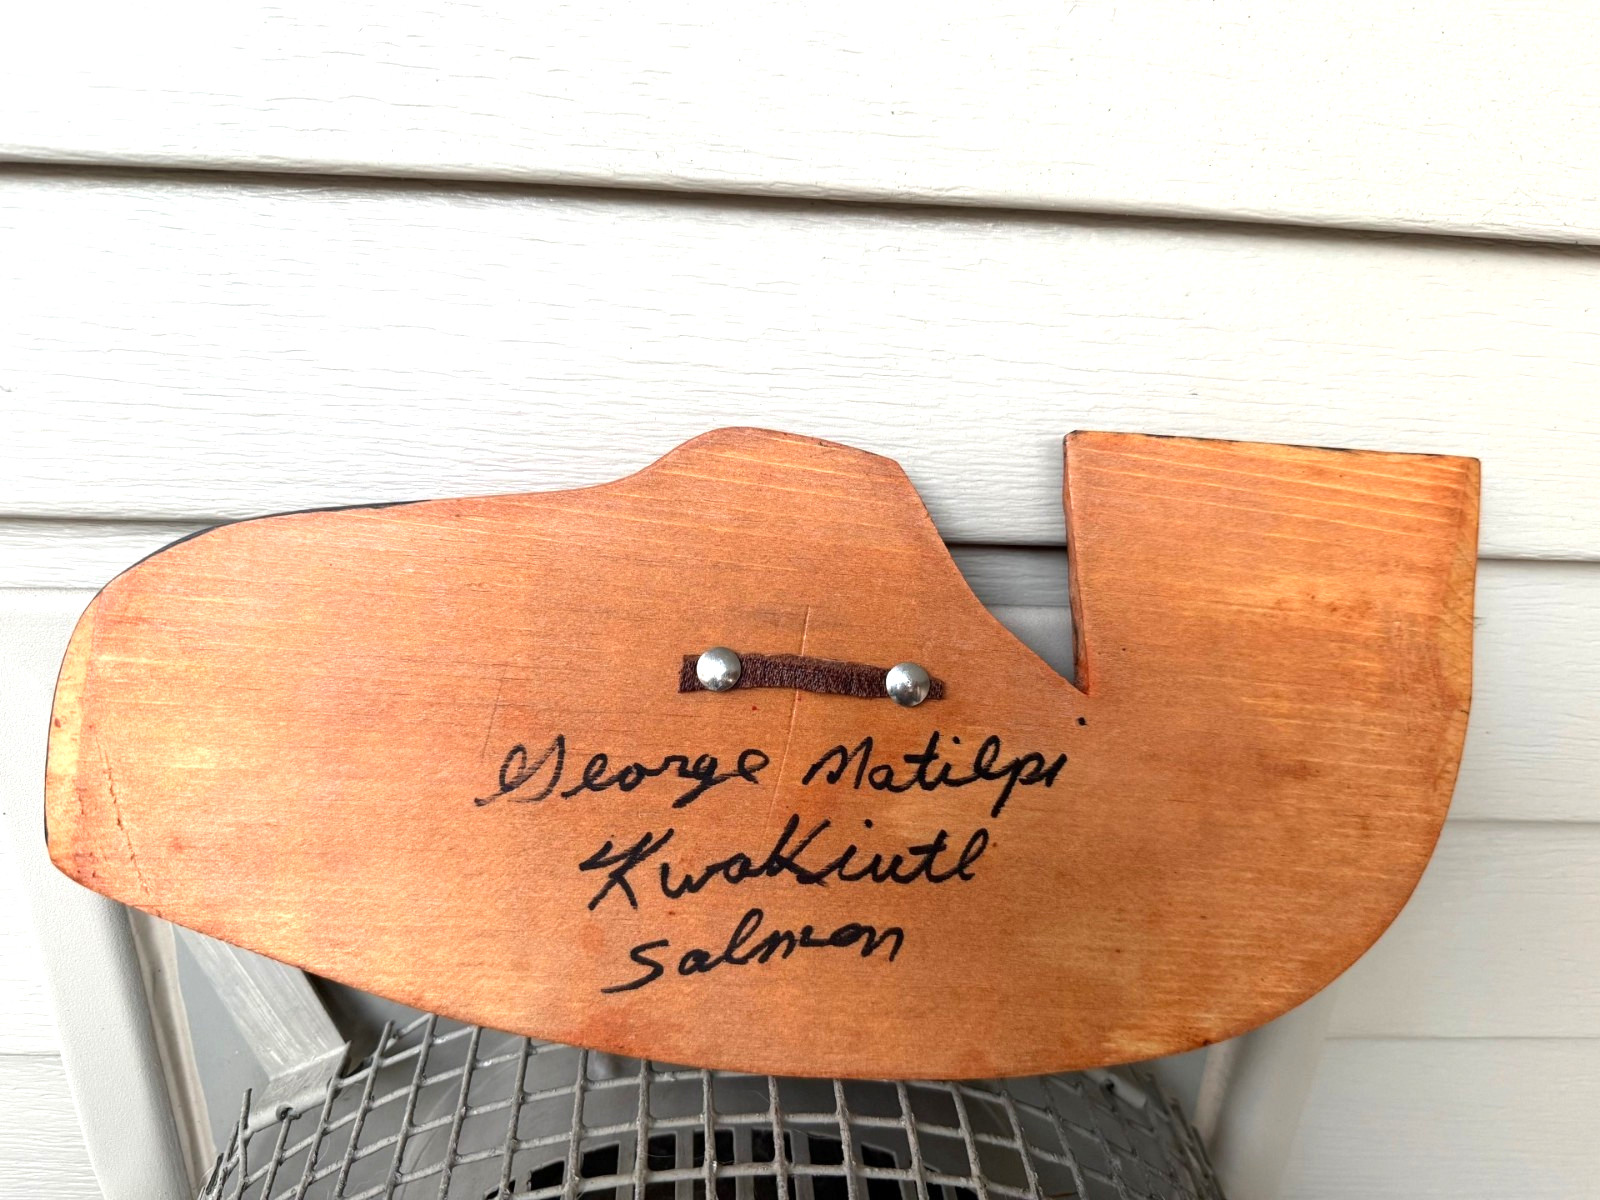 George Matilpi
Kwakiutl
Salmon